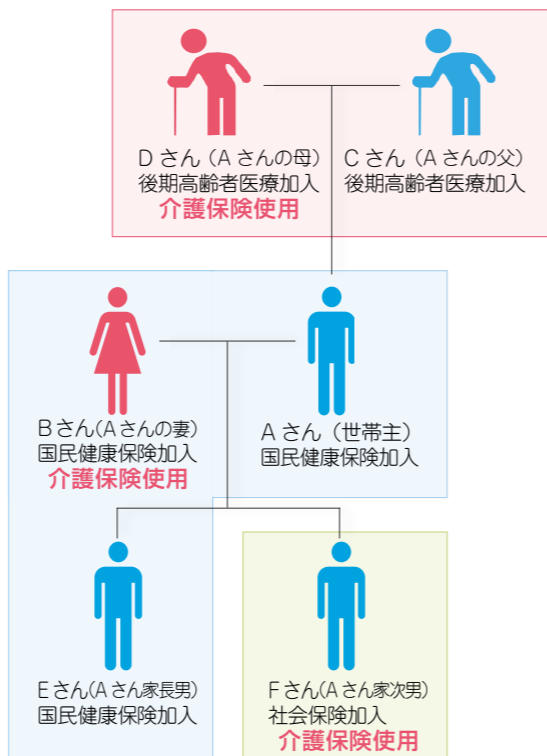 Dさん（Aさんの母）
後期高齢者医療加入
介護保険使用
Cさん（Aさんの父）
後期高齢者医療加入
Bさん(Aさんの妻)
国民健康保険加入
介護保険使用
Aさん（世帯主）
国民健康保険加入
Eさん(Aさん家長男)
国民健康保険加入
Fさん(Aさん家次男)
社会保険加入
介護保険使用